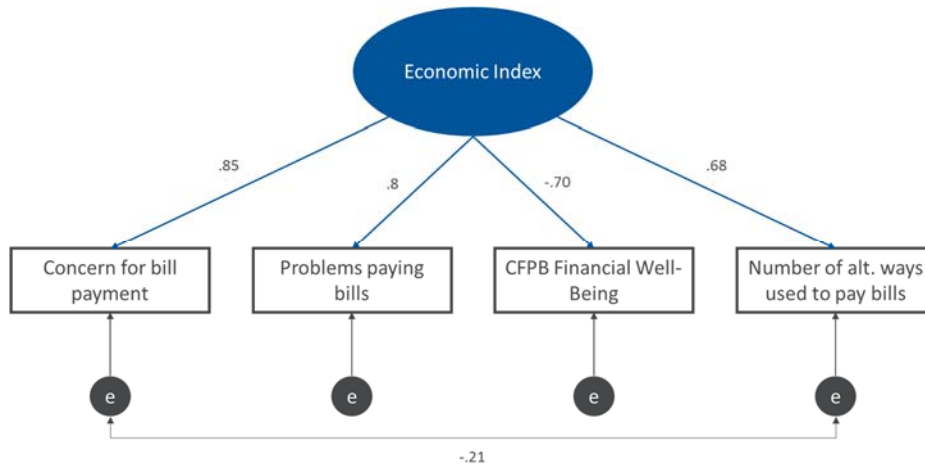 Economic Index
.85
.8
-.70
.68
Concern for bill
payment
Problems paying
bills
CFPB Financial Well-
Being
Number of alt. ways
used to pay bills
e
e
e
e
-.21